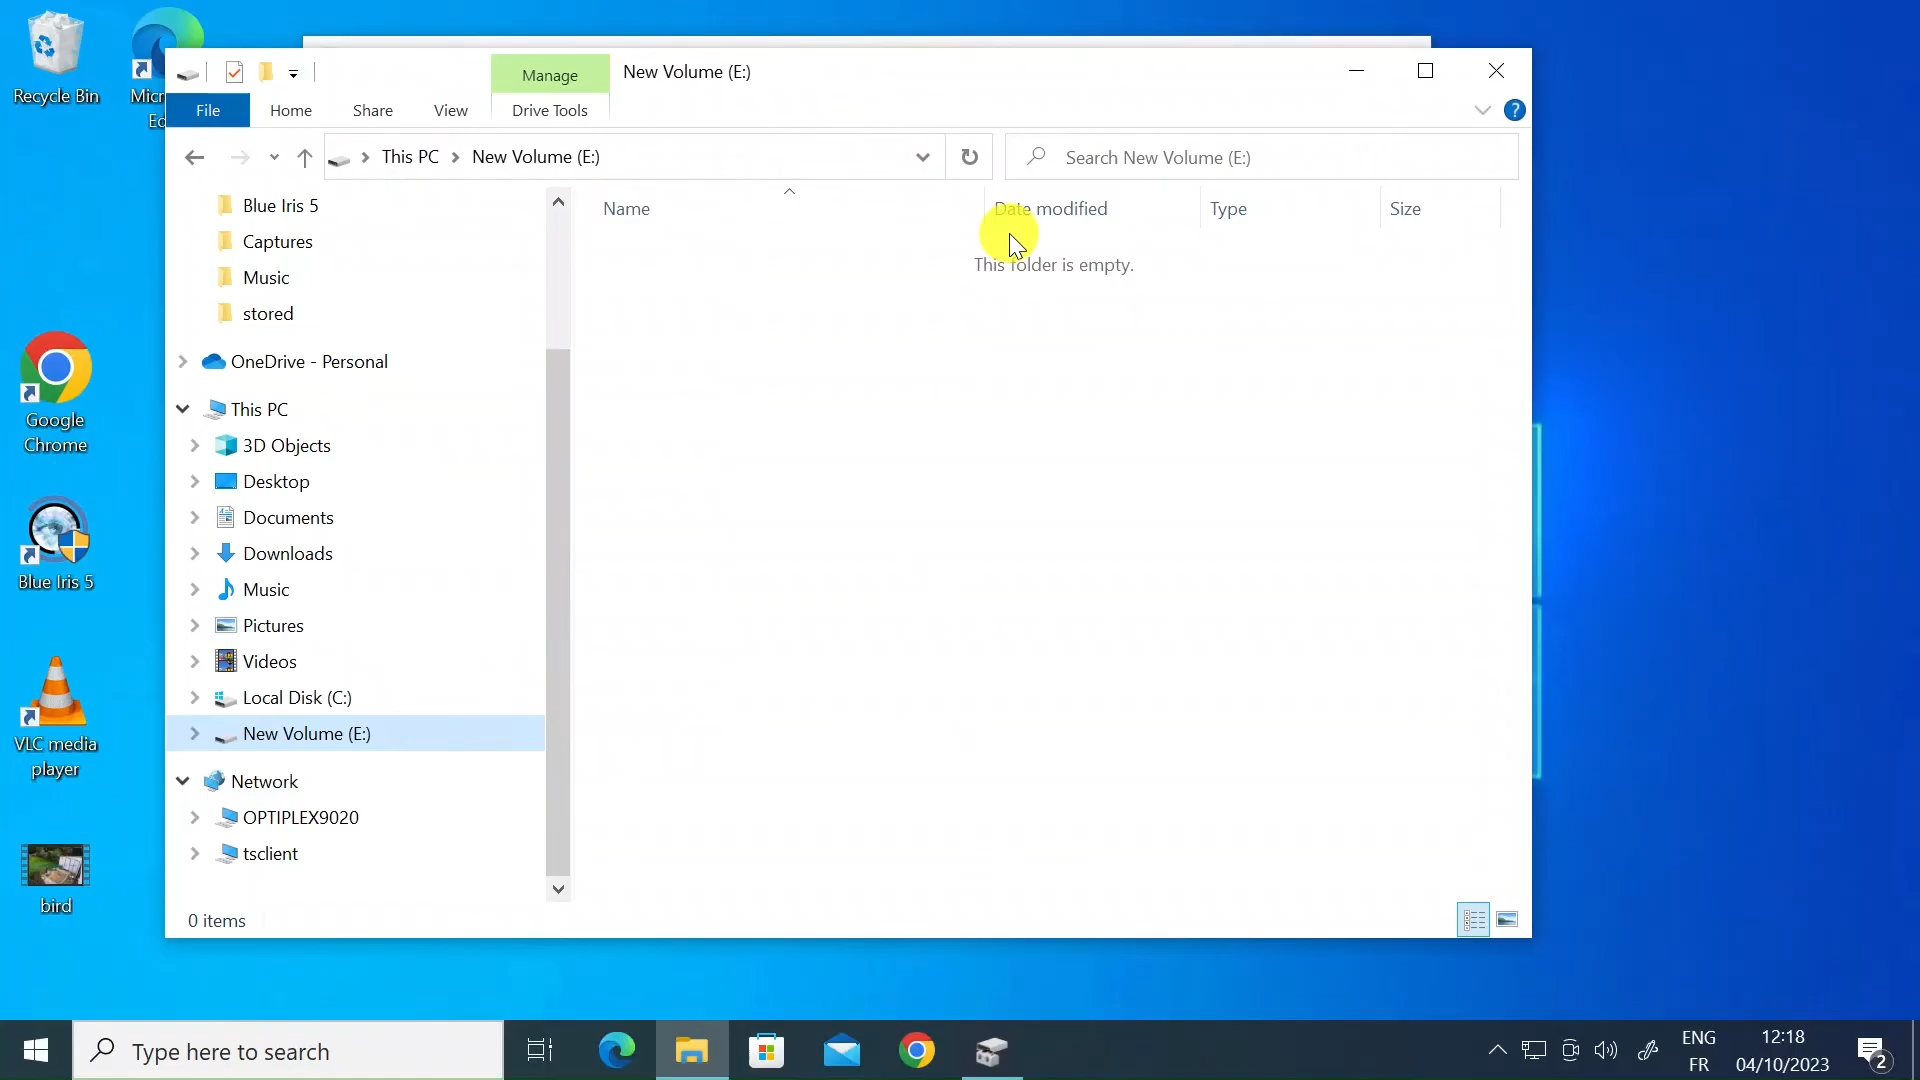 Recycle Bin
Micr
Ed
Manage
New Volume (E:)
File
Home
Share
View
Drive Tools
?
This PC
New Volume (E:)
Search New Volume (E:)
Name
Date modified
Type
Size
This folder is empty.
Blue Iris 5
Captures
Music
stored
OneDrive - Personal
This PC
3D Objects
Desktop
Documents
Downloads
Music
Pictures
Videos
Local Disk (C:)
New Volume (E:)
Network
OPTIPLEX9020
tsclient
0 items
Google
Chrome
Blue Iris 5
VLC media
player
bird
Type here to search
ENG
FR
12:18
04/10/2023
2